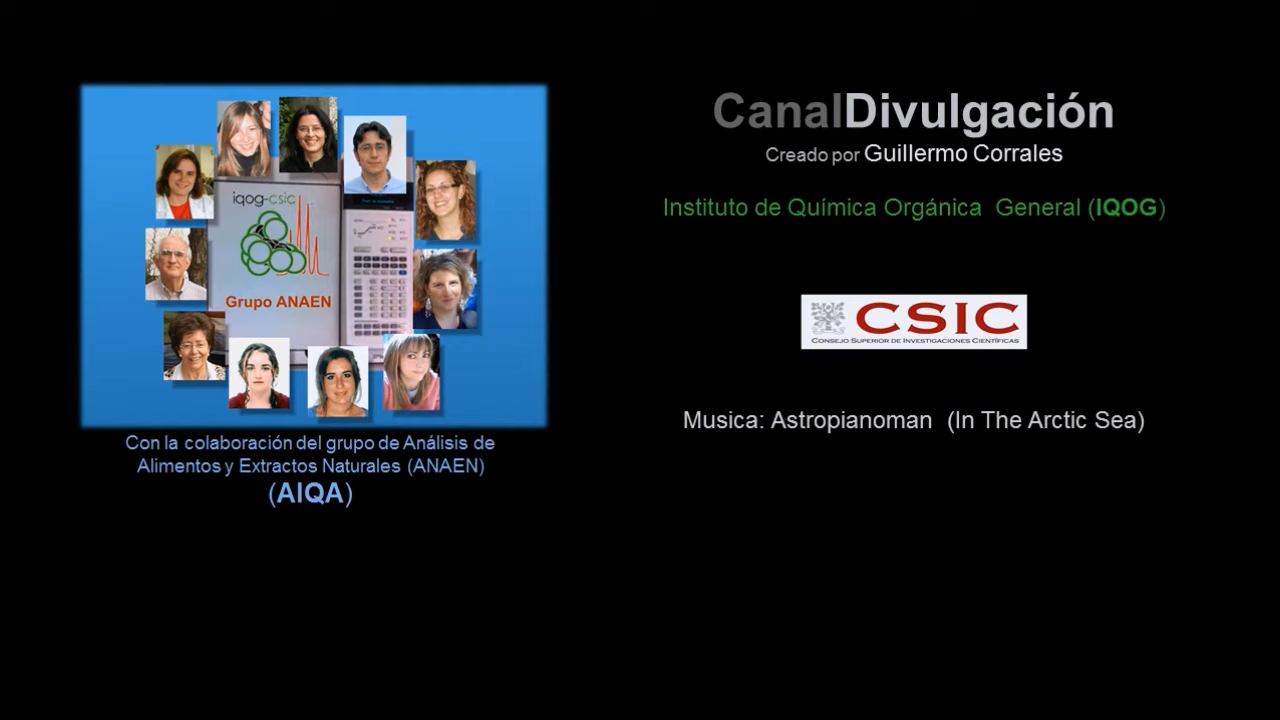 iqog-csic
Grupo ANAEN
Con la colaboración del grupo de Análisis de
Alimentos y Extractos Naturales (ANAEN)
(AIQA)
CanalDivulgación
Creado por Guillermo Corrales
Instituto de Química Orgánica General (IQOG)
CSIC
CONSEJO SUPERIOR DE INVESTIGACIONES CIENTÍFICAS
Musica: Astropianoman (In The Arctic Sea)